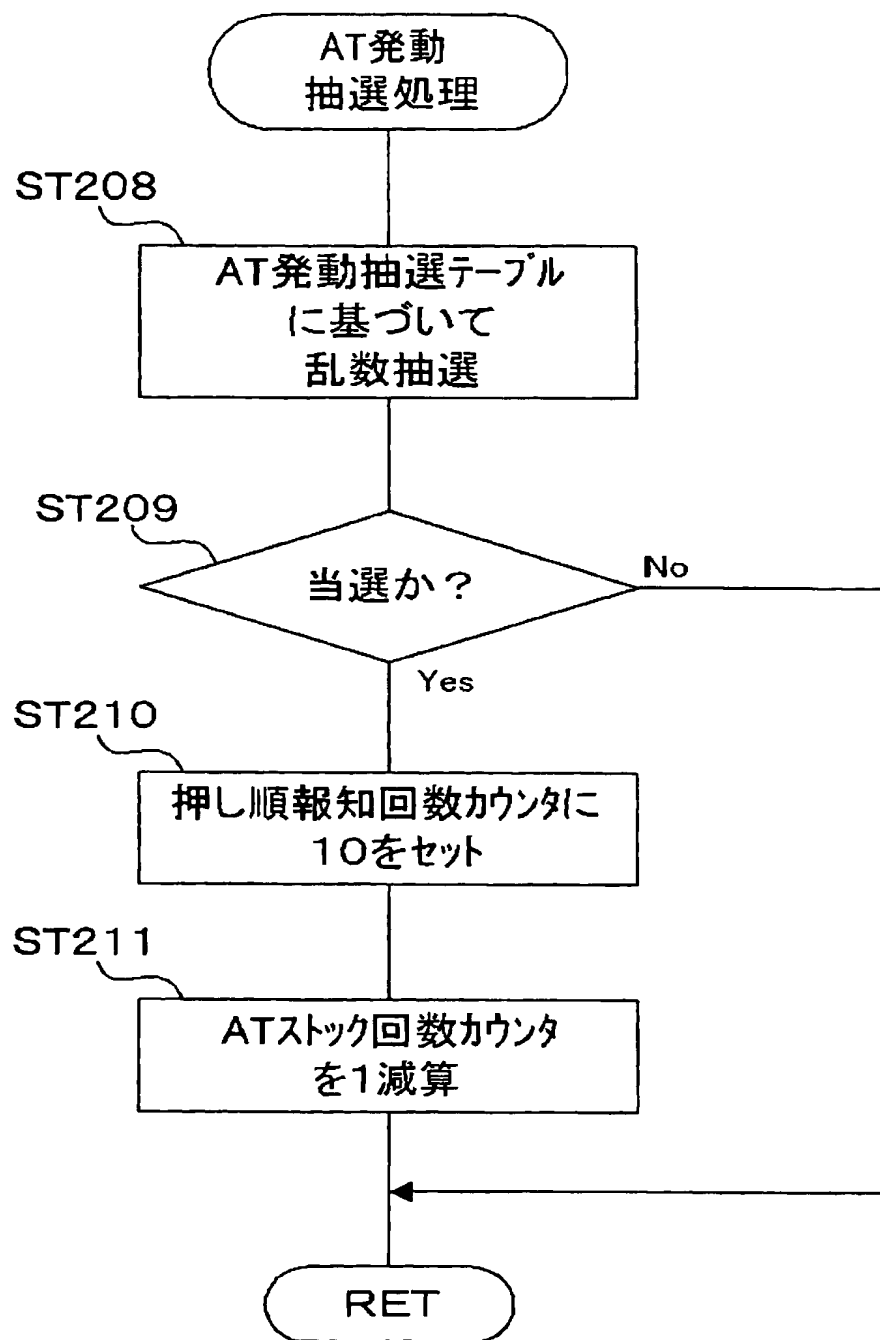 AT発動
抽選処理
ST208
AT発動抽選テーブル
に基づいて
乱数抽選
ST209
当選か？
No
Yes
ST210
押し順報知回数カウンタに
10をセット
ST211
ATストック回数カウンタ
を1減算
RET